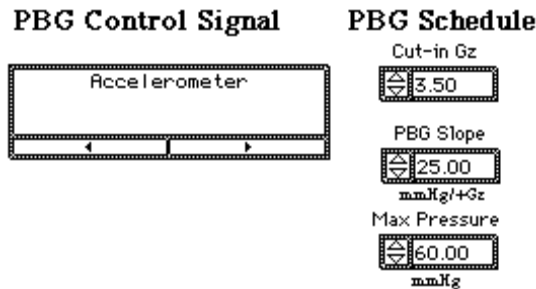 PBG Control Signal
Accelerometer
PBG Schedule
Cut-in Gz
3.50
PBG Slope
25.00
mmHg/+Gz
Max Pressure
60.00
mmHg